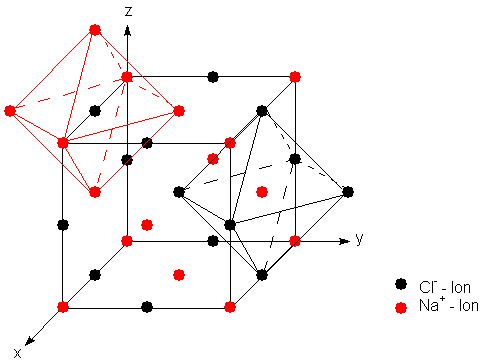 z
y
x
Cl⁻ - Ion
Na⁺ - Ion